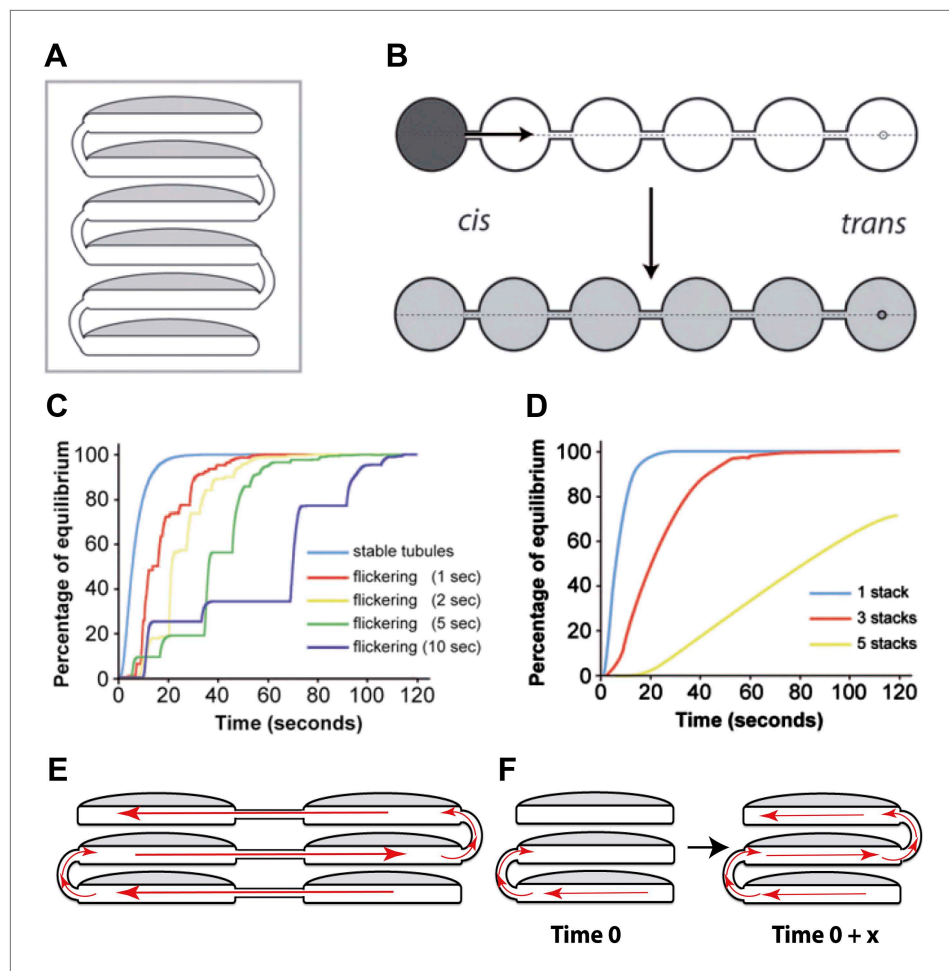 A
B
cis
trans
C
D
Percentage of equilibrium
100
80
60
40
20
0
stable tubules
flickering (1 sec)
flickering (2 sec)
flickering (5 sec)
flickering (10 sec)
0 20 40 60 80 100 120
Time (seconds)
Percentage of equilibrium
100
80
60
40
20
0
1 stack
3 stacks
5 stacks
0 20 40 60 80 100 120
Time (seconds)
E
F
Time 0
Time 0 + x